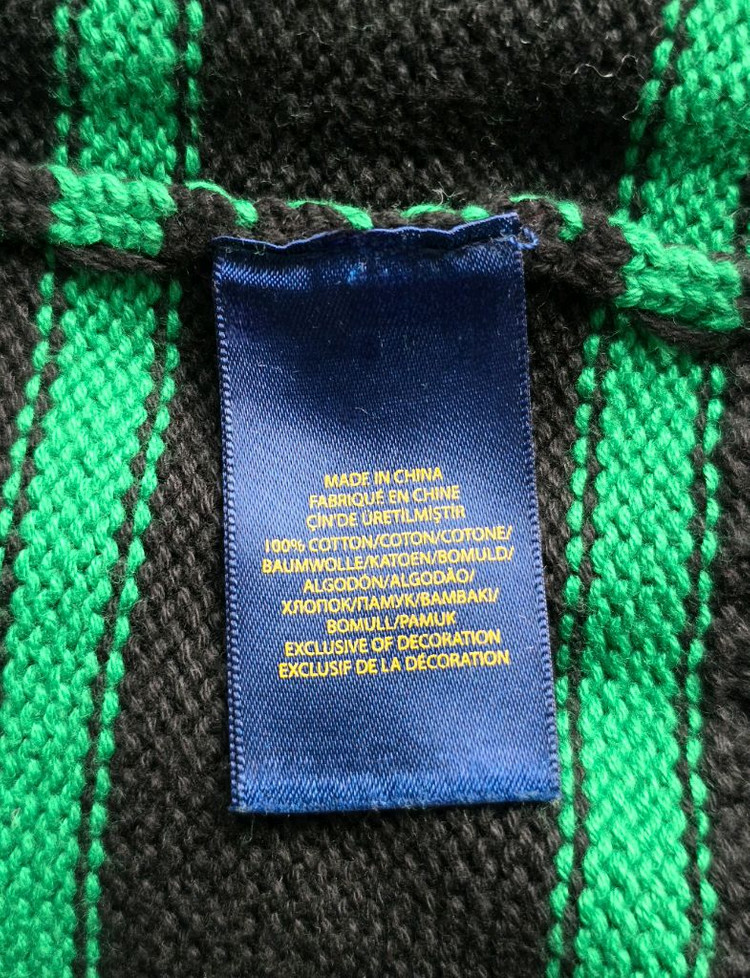 MADE IN CHINA
FABRIQUÉ EN CHINE
ÇİN'DE ÜRETİLMİŞTİR
100% COTTON/COTON/COTONE/
BAUMWOLLE/KATOEN/BOMULD/
ALGODÓN/ALGODÃO/
ХЛОПОК/ПАМУК/ΒΑΜΒΑΚΙ/
BOMULL/PAMUK
EXCLUSIVE OF DECORATION
EXCLUSIF DE LA DÉCORATION